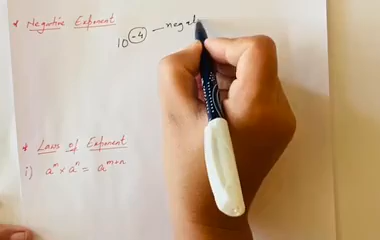 * Negative Exponent
10⁻⁴ — negat
* Laws of Exponent
i) aᵐ × aⁿ = aᵐ⁺ⁿ